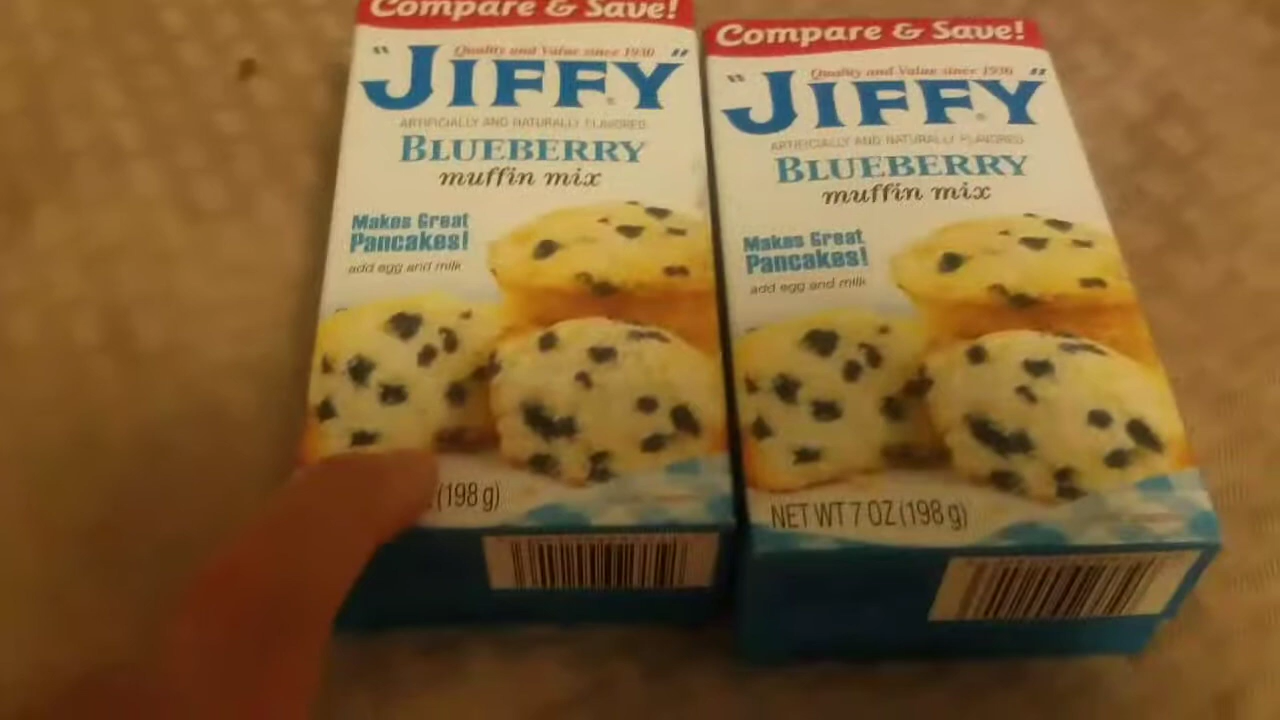 Compare & Save!
Quality and Value since 1930
"JIFFY"
ARTIFICIALLY AND NATURALLY FLAVORED
BLUEBERRY
muffin mix
Makes Great
Pancakes!
add egg and milk
(198 g)
Compare & Save!
Quality and Value since 1930
"JIFFY"
ARTIFICIALLY AND NATURALLY FLAVORED
BLUEBERRY
muffin mix
Makes Great
Pancakes!
add egg and milk
NET WT 7 OZ (198 g)